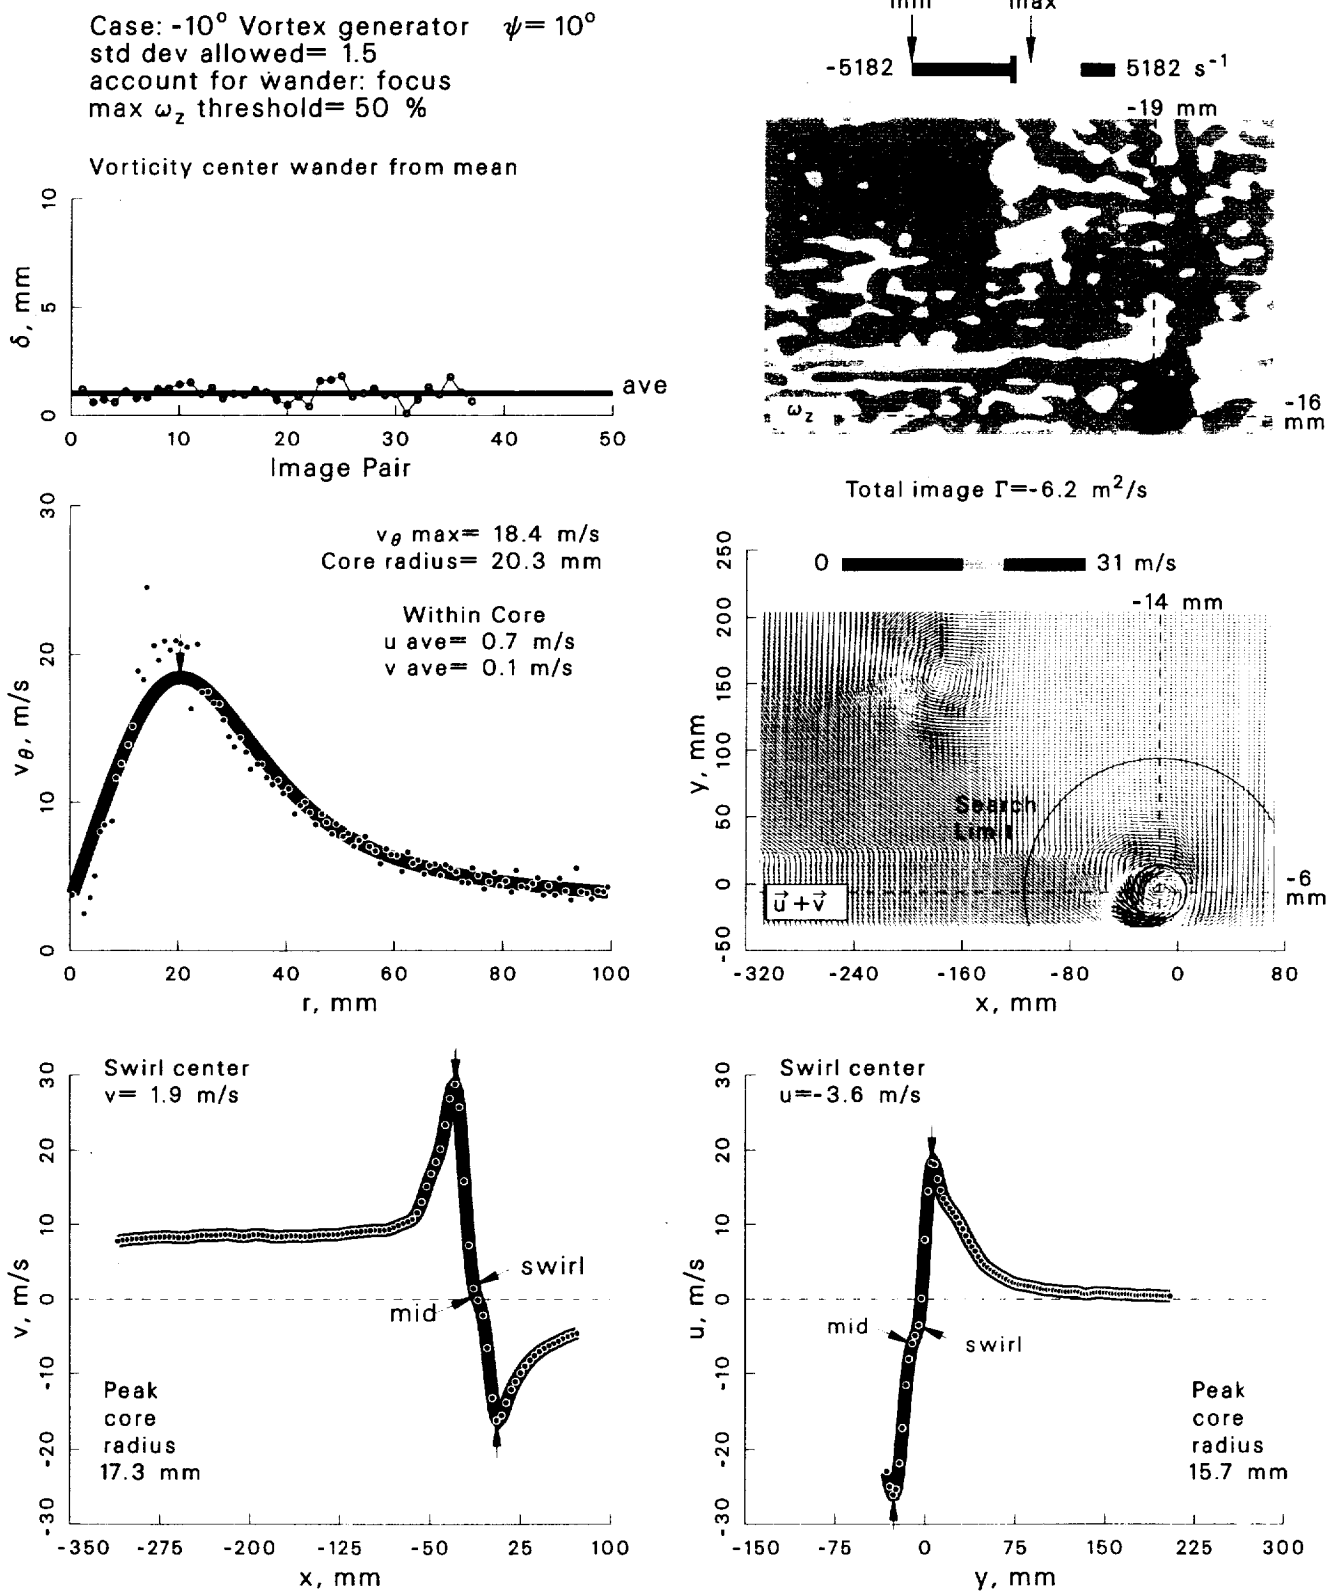 Case: -10° Vortex generator ψ= 10°
std dev allowed= 1.5
account for wander: focus
max ωz threshold= 50 %
Vorticity center wander from mean
10
5
0
δ, mm
ave
0 10 20 30 40 50
Image Pair
min max
-5182 5182 s⁻¹
-19 mm
ωz
-16
mm
30
20
10
0
vθ, m/s
vθ max= 18.4 m/s
Core radius= 20.3 mm
Within Core
u ave= 0.7 m/s
v ave= 0.1 m/s
0 20 40 60 80 100
r, mm
Total image Γ=-6.2 m²/s
250
200
150
100
50
0
-50
y, mm
0 31 m/s
-14 mm
Search
Limit
u⃗+v⃗
-6
mm
-320 -240 -160 -80 0 80
x, mm
30
20
10
0
-10
-20
-30
v, m/s
Swirl center
v= 1.9 m/s
swirl
mid
Peak
core
radius
17.3 mm
-350 -275 -200 -125 -50 25 100
x, mm
30
20
10
0
-10
-20
-30
u, m/s
Swirl center
u=-3.6 m/s
mid
swirl
Peak
core
radius
15.7 mm
-150 -75 0 75 150 225 300
y, mm